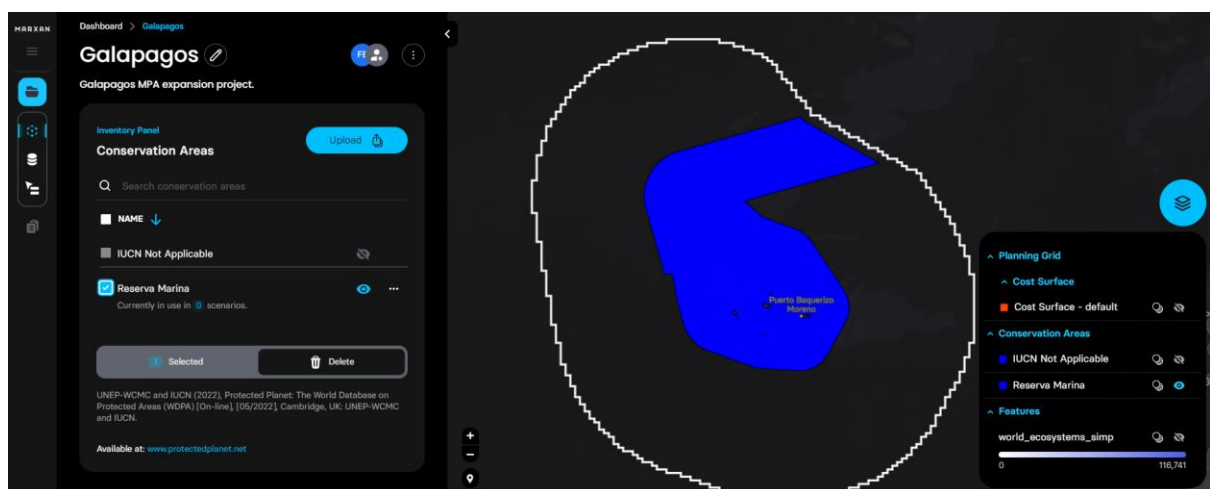 MARXAN
Dashboard > Galapagos
Galapagos
FE
Galapagos MPA expansion project.
Inventory Panel
Conservation Areas
Upload
Search conservation areas
NAME
IUCN Not Applicable
Reserva Marina
Currently in use in 0 scenarios.
1 Selected
Delete
UNEP-WCMC and IUCN (2022), Protected Planet: The World Database on
Protected Areas (WDPA) [On-line], [05/2022], Cambridge, UK: UNEP-WCMC
and IUCN.
Available at: www.protectedplanet.net
Puerto Baquerizo
Moreno
Planning Grid
Cost Surface
Cost Surface - default
Conservation Areas
IUCN Not Applicable
Reserva Marina
Features
world_ecosystems_simp
0 116,741